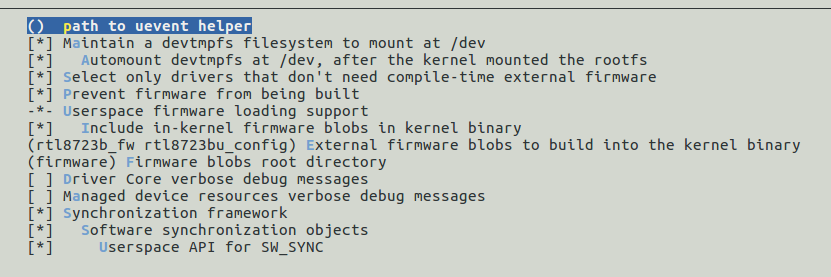 ()  path to uevent helper
[*] Maintain a devtmpfs filesystem to mount at /dev
[*]   Automount devtmpfs at /dev, after the kernel mounted the rootfs
[*] Select only drivers that don't need compile-time external firmware
[*] Prevent firmware from being built
-*- Userspace firmware loading support
[*]   Include in-kernel firmware blobs in kernel binary
(rtl8723b_fw rtl8723bu_config) External firmware blobs to build into the kernel binary
(firmware) Firmware blobs root directory
[ ] Driver Core verbose debug messages
[ ] Managed device resources verbose debug messages
[*] Synchronization framework
[*]   Software synchronization objects
[*]     Userspace API for SW_SYNC